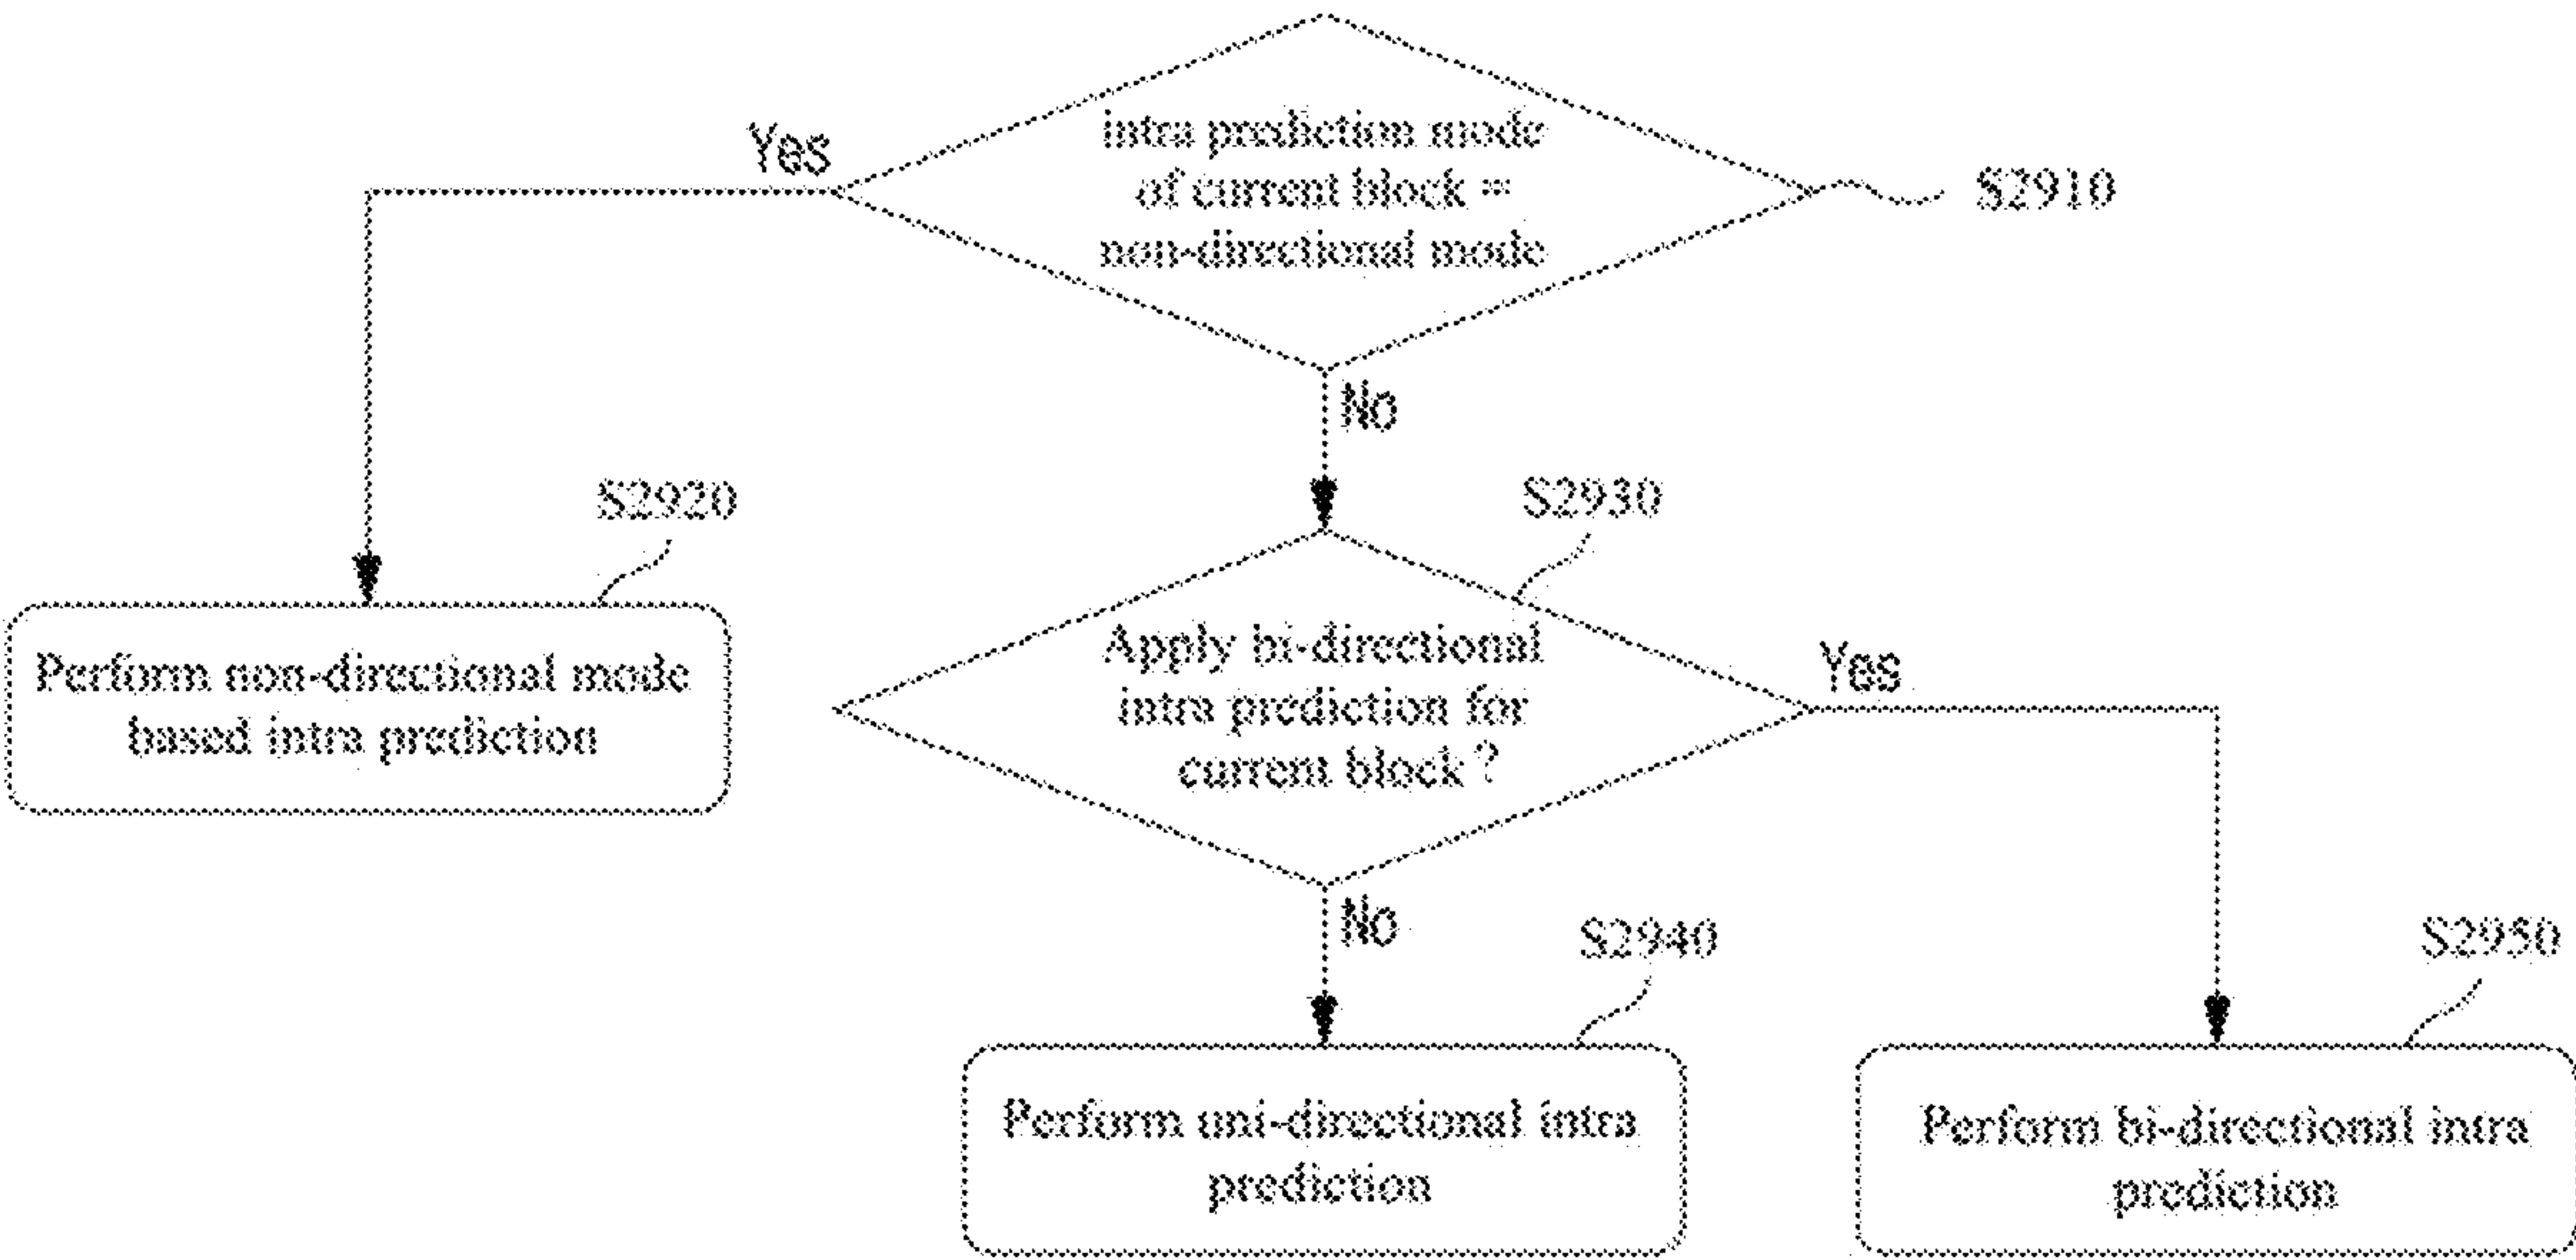 intra prediction mode
of current block =
non-directional mode
Yes
S2910
No
S2920
S2930
Perform non-directional mode
based intra prediction
Apply bi-directional
intra prediction for
current block?
Yes
No
S2940
S2950
Perform uni-directional intra
prediction
Perform bi-directional intra
prediction